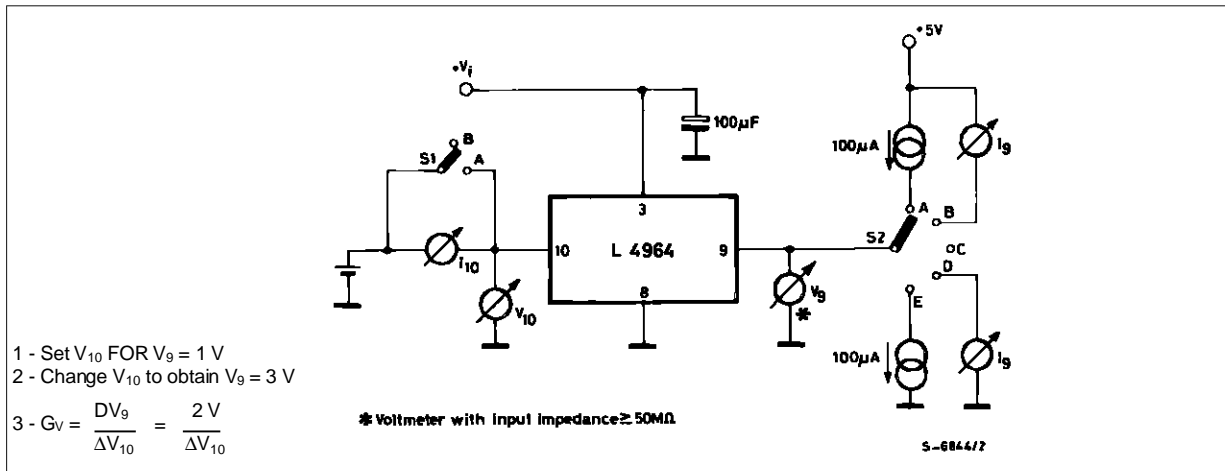 +5V
+Vi
100µF
100µA
I9
B
S1
A
A
B
3
S2
10
L 4964
9
C
I10
D
8
V9
E
V10
*
1 - Set V10 FOR V9 = 1 V
2 - Change V10 to obtain V9 = 3 V
100µA
I9
3 - GV = DV9 / ΔV10 = 2 V / ΔV10
* Voltmeter with input impedance ≥ 50MΩ
S-6844/2